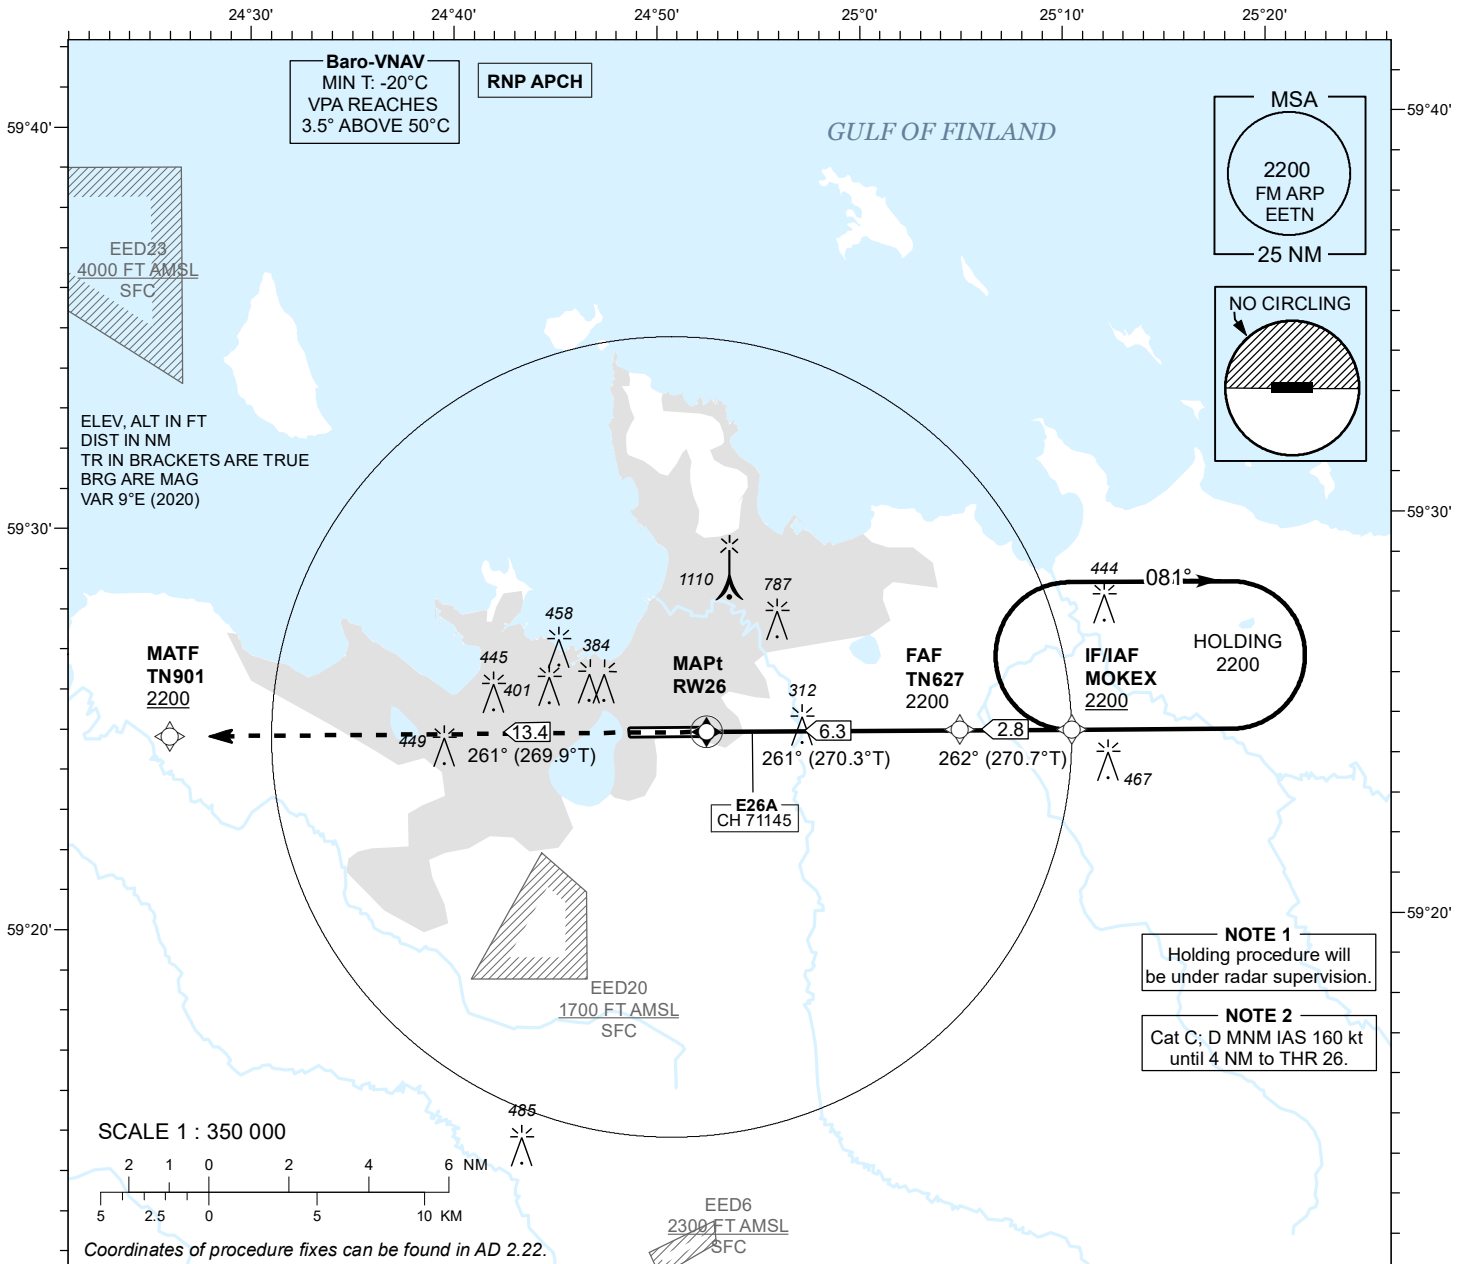 24°30' 24°40' 24°50' 25°0' 25°10' 25°20'
Baro-VNAV
MIN T: -20°C
VPA REACHES
3.5° ABOVE 50°C
RNP APCH
GULF OF FINLAND
MSA
2200
FM ARP
EETN
25 NM
59°40' 59°40'
EED23
4000 FT AMSL
SFC
NO CIRCLING
ELEV, ALT IN FT
DIST IN NM
TR IN BRACKETS ARE TRUE
BRG ARE MAG
VAR 9°E (2020)
59°30' 59°30'
1110
787
444
081°
458
445
401
384
449
312
467
MATF
TN901
2200
MAPt
RW26
FAF
TN627
2200
IF/IAF
MOKEX
2200
HOLDING
2200
13.4
261° (269.9°T)
6.3
261° (270.3°T)
2.8
262° (270.7°T)
E26A
CH 71145
59°20' 59°20'
EED20
1700 FT AMSL
SFC
NOTE 1
Holding procedure will
be under radar supervision.
NOTE 2
Cat C; D MNM IAS 160 kt
until 4 NM to THR 26.
485
SCALE 1 : 350 000
2 1 0 2 4 6 NM
5 2.5 0 5 10 KM
EED6
2300 FT AMSL
SFC
Coordinates of procedure fixes can be found in AD 2.22.